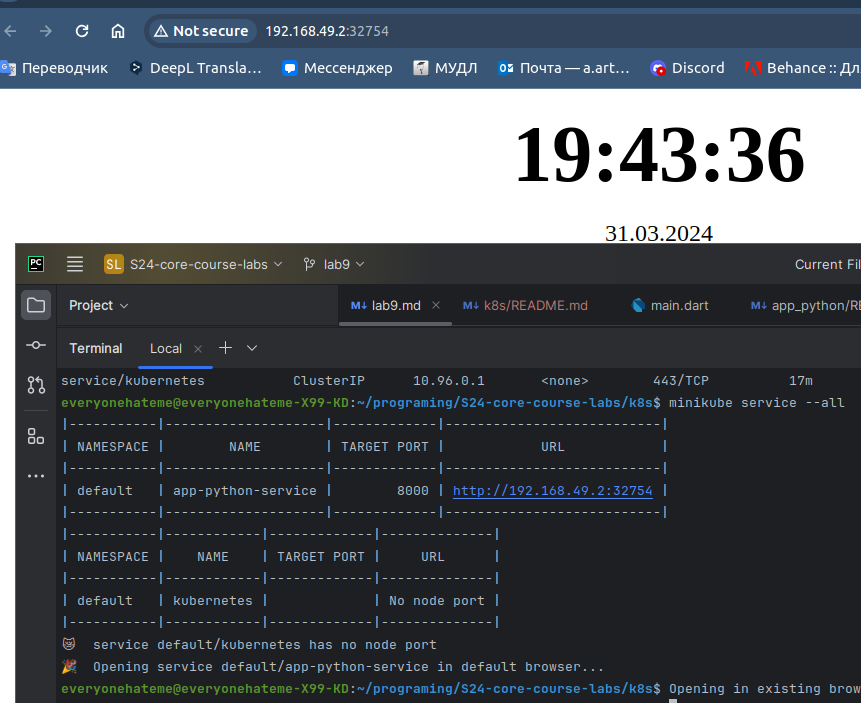 Not secure 192.168.49.2:32754
Переводчик DeepL Transla... Мессенджер МУДЛ Почта — a.art... Discord Behance :: Дл
19:43:36
31.03.2024
PC SL S24-core-course-labs lab9 Current Fil
Project M↓ lab9.md × M↓ k8s/README.md main.dart M↓ app_python/RE
Terminal Local ×
service/kubernetes ClusterIP 10.96.0.1 <none> 443/TCP 17m
everyonehateme@everyonehateme-X99-KD:~/programing/S24-core-course-labs/k8s$ minikube service --all
|-----------|--------------------|-------------|---------------------------|
| NAMESPACE | NAME | TARGET PORT | URL |
|-----------|--------------------|-------------|---------------------------|
| default | app-python-service | 8000 | http://192.168.49.2:32754 |
|-----------|--------------------|-------------|---------------------------|
|-----------|------------|-------------|--------------|
| NAMESPACE | NAME | TARGET PORT | URL |
|-----------|------------|-------------|--------------|
| default | kubernetes | | No node port |
|-----------|------------|-------------|--------------|
😿 service default/kubernetes has no node port
🎉 Opening service default/app-python-service in default browser...
everyonehateme@everyonehateme-X99-KD:~/programing/S24-core-course-labs/k8s$ Opening in existing brow